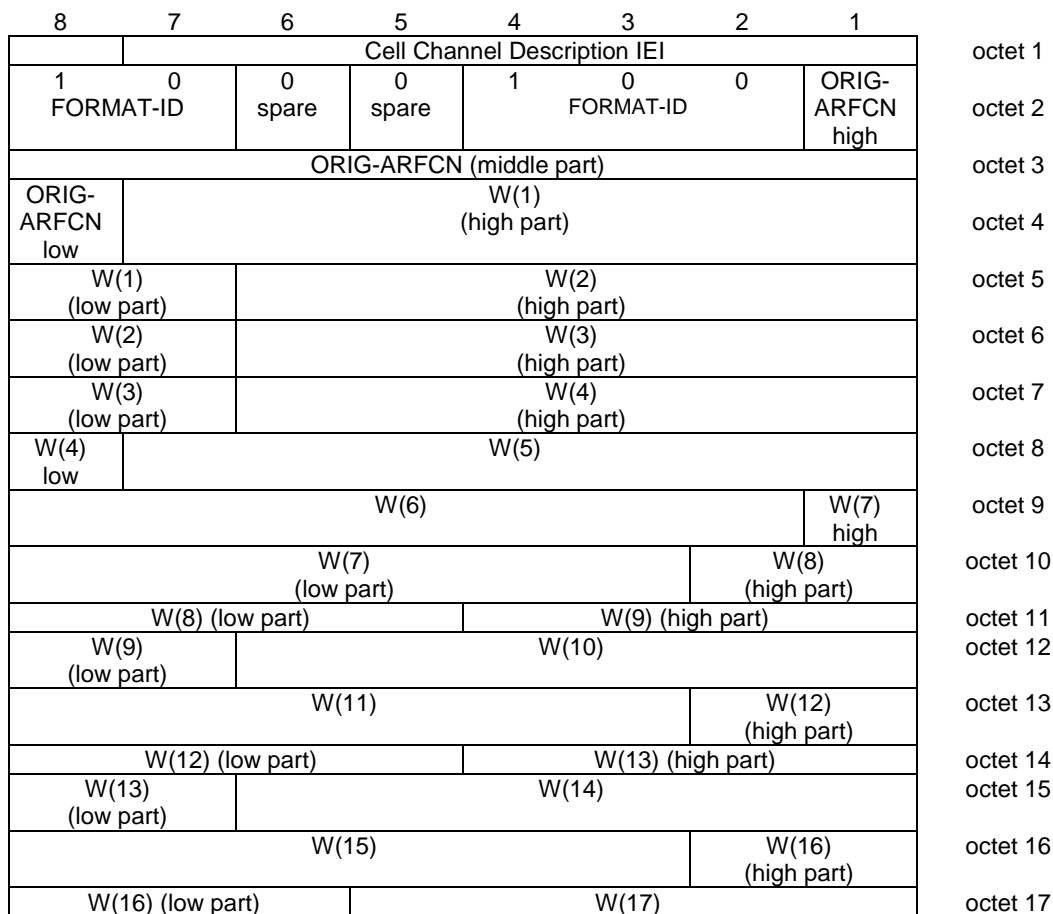 8 7 6 5 4 3 2 1
Cell Channel Description IEI octet 1
1 0 0 0 1 0 0 ORIG-
FORMAT-ID spare spare FORMAT-ID ARFCN octet 2
high
ORIG-ARFCN (middle part) octet 3
ORIG- W(1)
ARFCN (high part) octet 4
low
W(1) W(2) octet 5
(low part) (high part)
W(2) W(3) octet 6
(low part) (high part)
W(3) W(4) octet 7
(low part) (high part)
W(4) W(5) octet 8
low
W(6) W(7) octet 9
high
W(7) W(8) octet 10
(low part) (high part)
W(8) (low part) W(9) (high part) octet 11
W(9) W(10) octet 12
(low part)
W(11) W(12) octet 13
(high part)
W(12) (low part) W(13) (high part) octet 14
W(13) W(14) octet 15
(low part)
W(15) W(16) octet 16
(high part)
W(16) (low part) W(17) octet 17